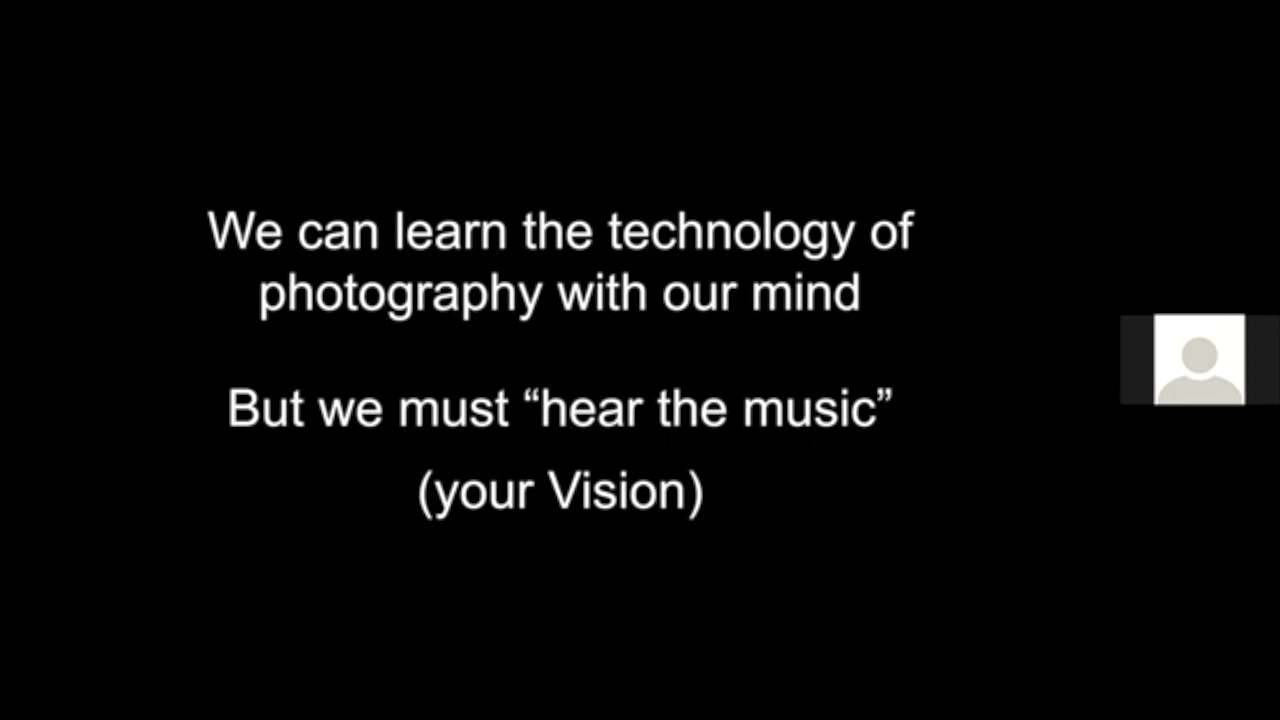 We can learn the technology of
photography with our mind
But we must “hear the music”
(your Vision)